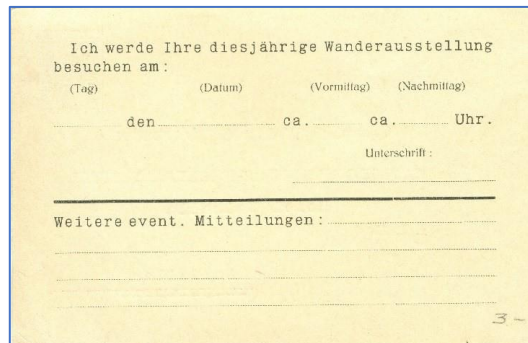 Ich werde Ihre diesjährige Wanderausstellung
besuchen am:
(Tag) (Datum) (Vormittag) (Nachmittag)
den ca. ca. Uhr.
Unterschrift:
Weitere event. Mitteilungen:
3-